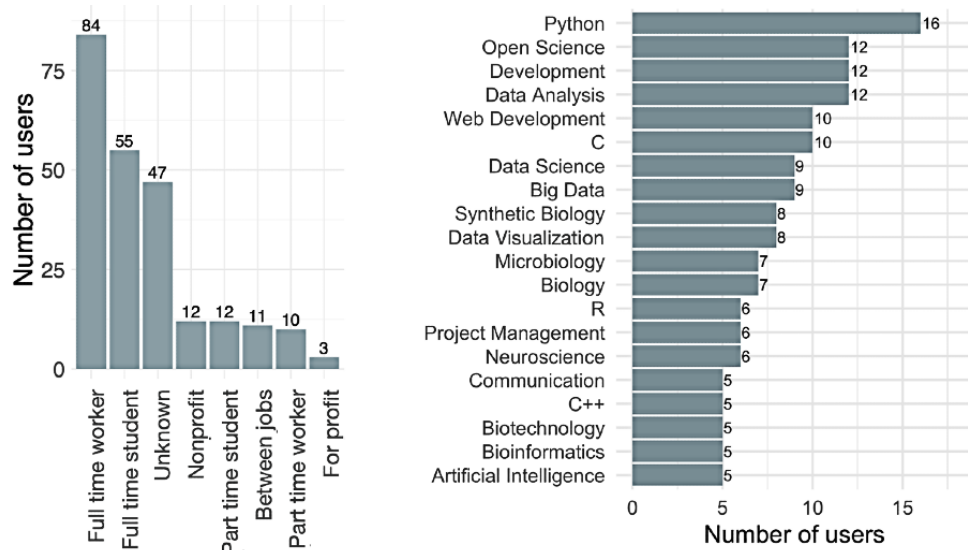 84
55
47
12
12
11
10
3
75
50
25
0
Number of users
Full time worker
Full time student
Unknown
Nonprofit
Part time student
Between jobs
Part time worker
For profit
Python 16
Open Science 12
Development 12
Data Analysis 12
Web Development 10
C 10
Data Science 9
Big Data 9
Synthetic Biology 8
Data Visualization 8
Microbiology 7
Biology 7
R 6
Project Management 6
Neuroscience 6
Communication 5
C++ 5
Biotechnology 5
Bioinformatics 5
Artificial Intelligence 5
0 5 10 15
Number of users